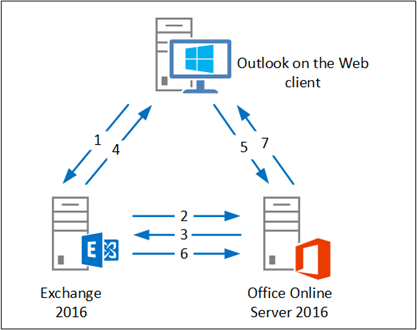 Outlook on the Web
client
1
4
5
7
2
3
6
Exchange
2016
Office Online
Server 2016